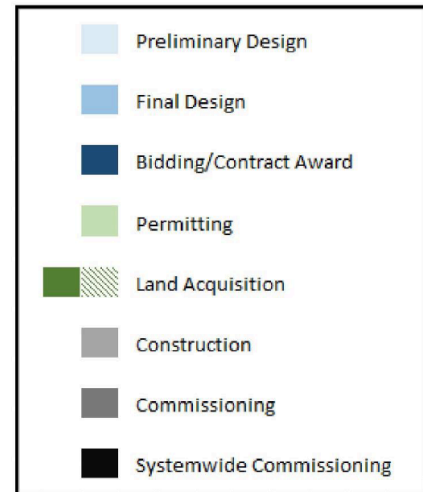 Preliminary Design
Final Design
Bidding/Contract Award
Permitting
Land Acquisition
Construction
Commissioning
Systemwide Commissioning